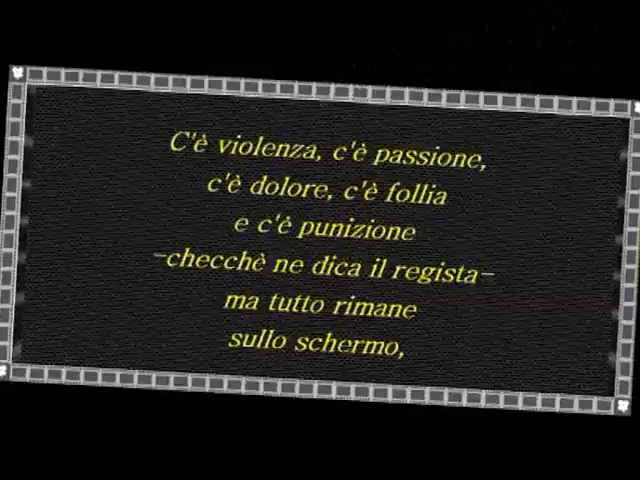 C'è violenza, c'è passione,
c'è dolore, c'è follia
e c'è punizione
-checchè ne dica il regista-
ma tutto rimane
sullo schermo,